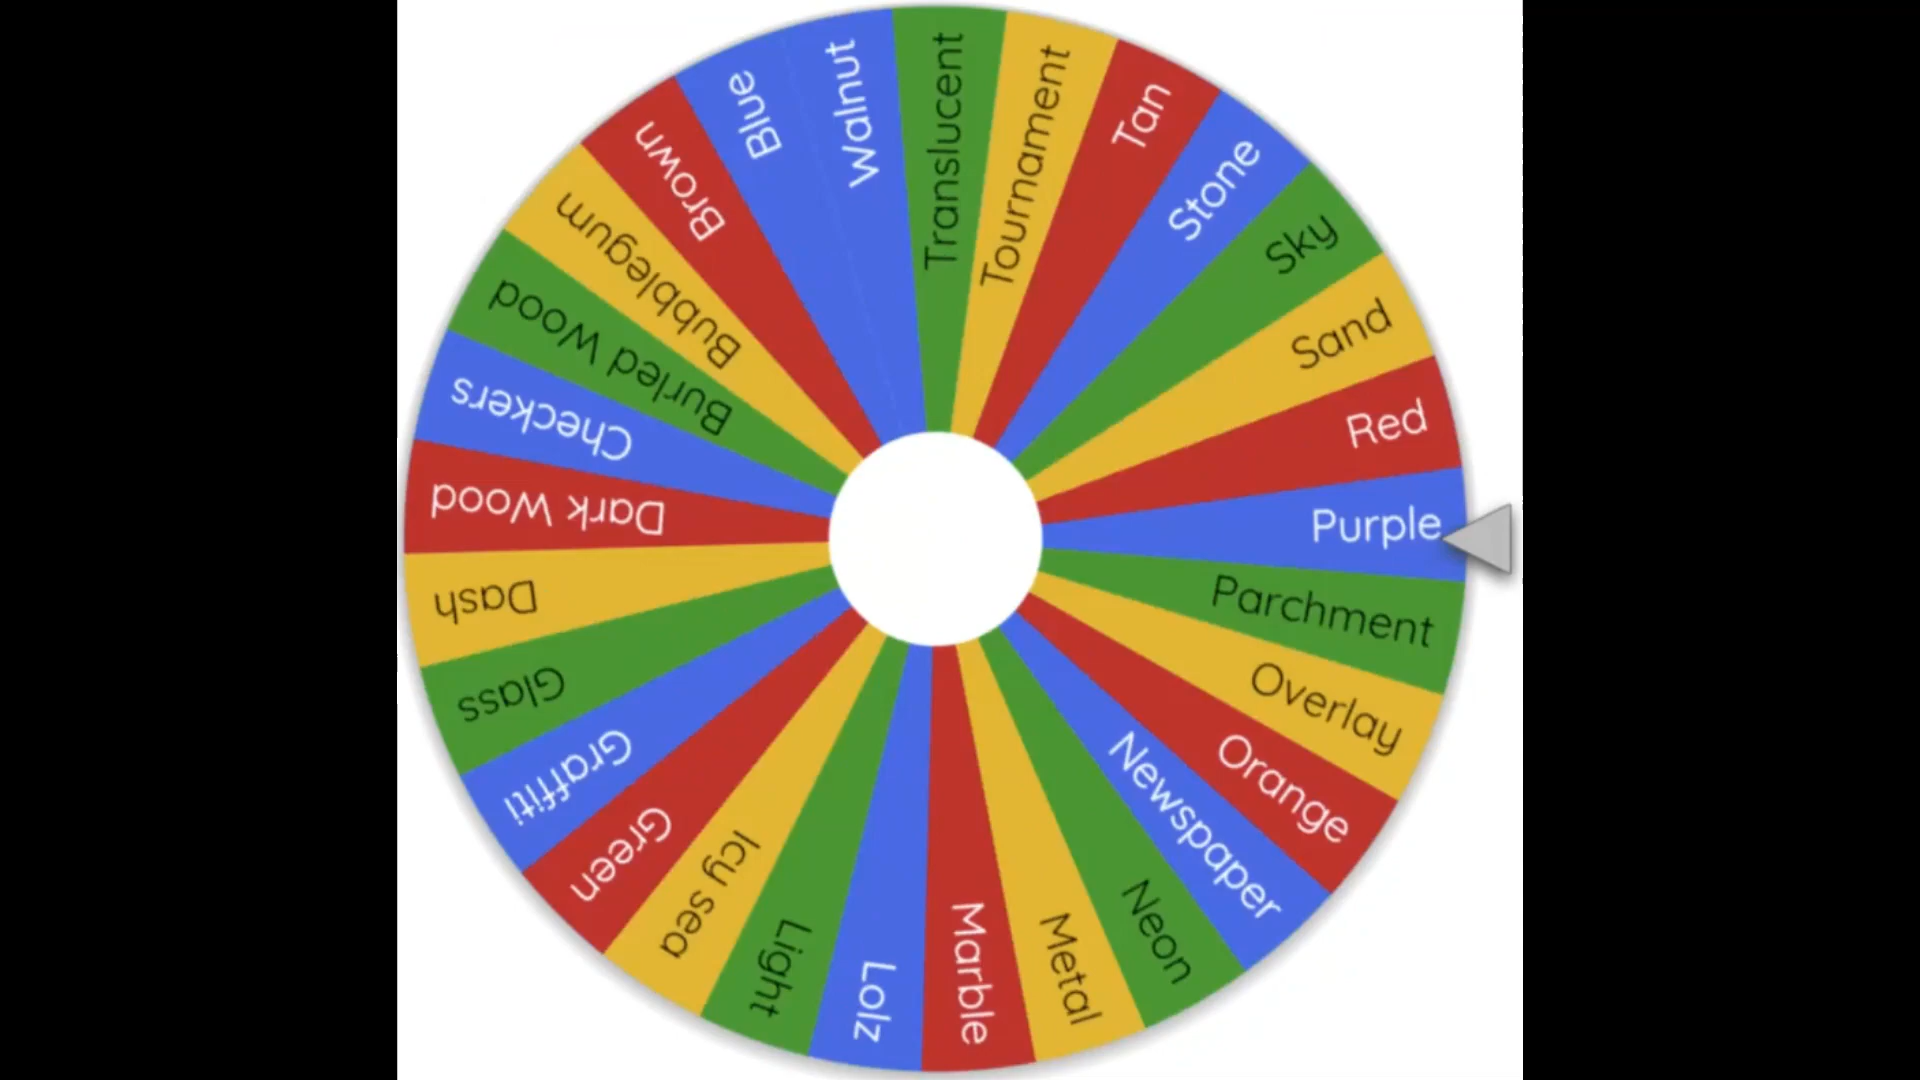 Translucent
Tournament
Tan
Stone
Sky
Sand
Red
Purple
Parchment
Overlay
Orange
Newspaper
Neon
Metal
Marble
Lolz
Light
Icy sea
Green
Graffiti
Glass
Dash
Dark Wood
Checkers
Burled Wood
Bubblegum
Brown
Blue
Walnut